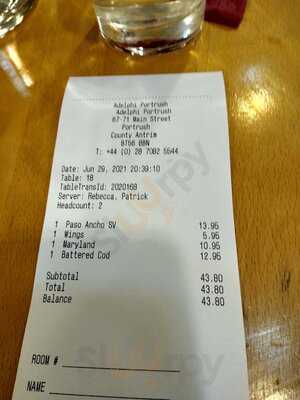 Adelphi Portrush
Adelphi Portrush
67-71 Main Street
Portrush
County Antrim
BT56 8BN
T: +44 (0) 28 7082 5544
Date: Jun 29, 2021 20:39:10
Table: 18
TableTransId: 2020168
Server: Rebecca, Patrick
Headcount: 2
1 Paso Ancho SV 13.95
1 Wings 5.95
1 Maryland 10.95
1 Battered Cod 12.95
Subtotal 43.80
Total 43.80
Balance 43.80
ROOM #
NAME
sluurpy
sluurpy